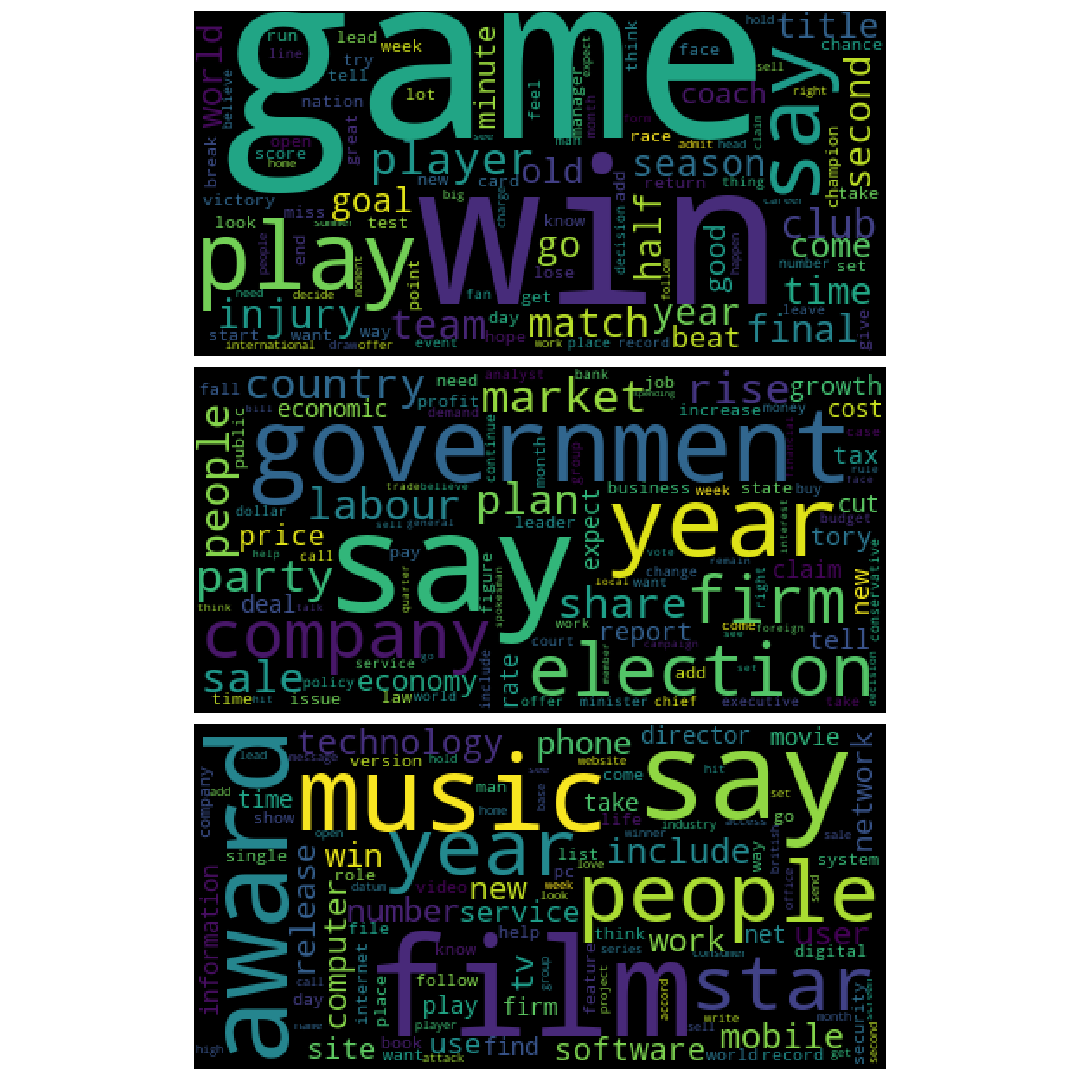 game
win
play
say
world
run
lead
week
line
try
tell
believe
nation
lot
minute
feel
think
face
hold
title
chance
sell
right
second
coach
manager
month
man
expect
form
race
admit
head
claim
champion
take
break
open
score
home
great
player
old
season
return
thing
victory
miss
goal
new
card
big
charge
know
add
decision
half
good
happen
club
come
number
set
look
test
summer
people
end
moment
point
go
lose
follow
time
need
decide
fan
get
injury
team
day
hope
match
year
leave
give
start
want
way
event
work
place
record
beat
final
international
draw
offer
government
say
year
company
election
fall
country
need
analyst
bank
market
job
spending
rise
growth
bill
economic
profit
demand
increase
money
cost
people
public
continue
month
group
financial
case
tax
rule
face
trade
believe
business
week
state
buy
dollar
labour
plan
leader
expect
interest
cut
budget
tory
sell
general
price
help
call
pay
vote
remain
conservative
party
quarter
figure
spokesman
local
want
change
right
claim
new
think
deal
talk
share
firm
work
report
come
foreign
campaign
see
tell
court
member
service
go
include
add
set
decision
sale
policy
economy
rate
time
hit
issue
law
world
offer
minister
chief
executive
take
award
music
say
film
people
year
star
lead
technology
message
version
hold
phone
website
director
movie
network
company
add
time
show
man
see
come
hit
set
home
base
take
life
go
industry
access
sale
open
winner
british
single
win
list
love
include
way
system
role
datum
video
new
week
look
pc
office
send
information
release
computer
number
service
file
help
think
series
work
net
user
consumer
digital
internet
know
tv
group
feature
project
call
place
follow
accord
day
play
firm
player
write
month
security
screen
second
name
high
site
book
want
attack
use
find
software
sell
mobile
world
record
get